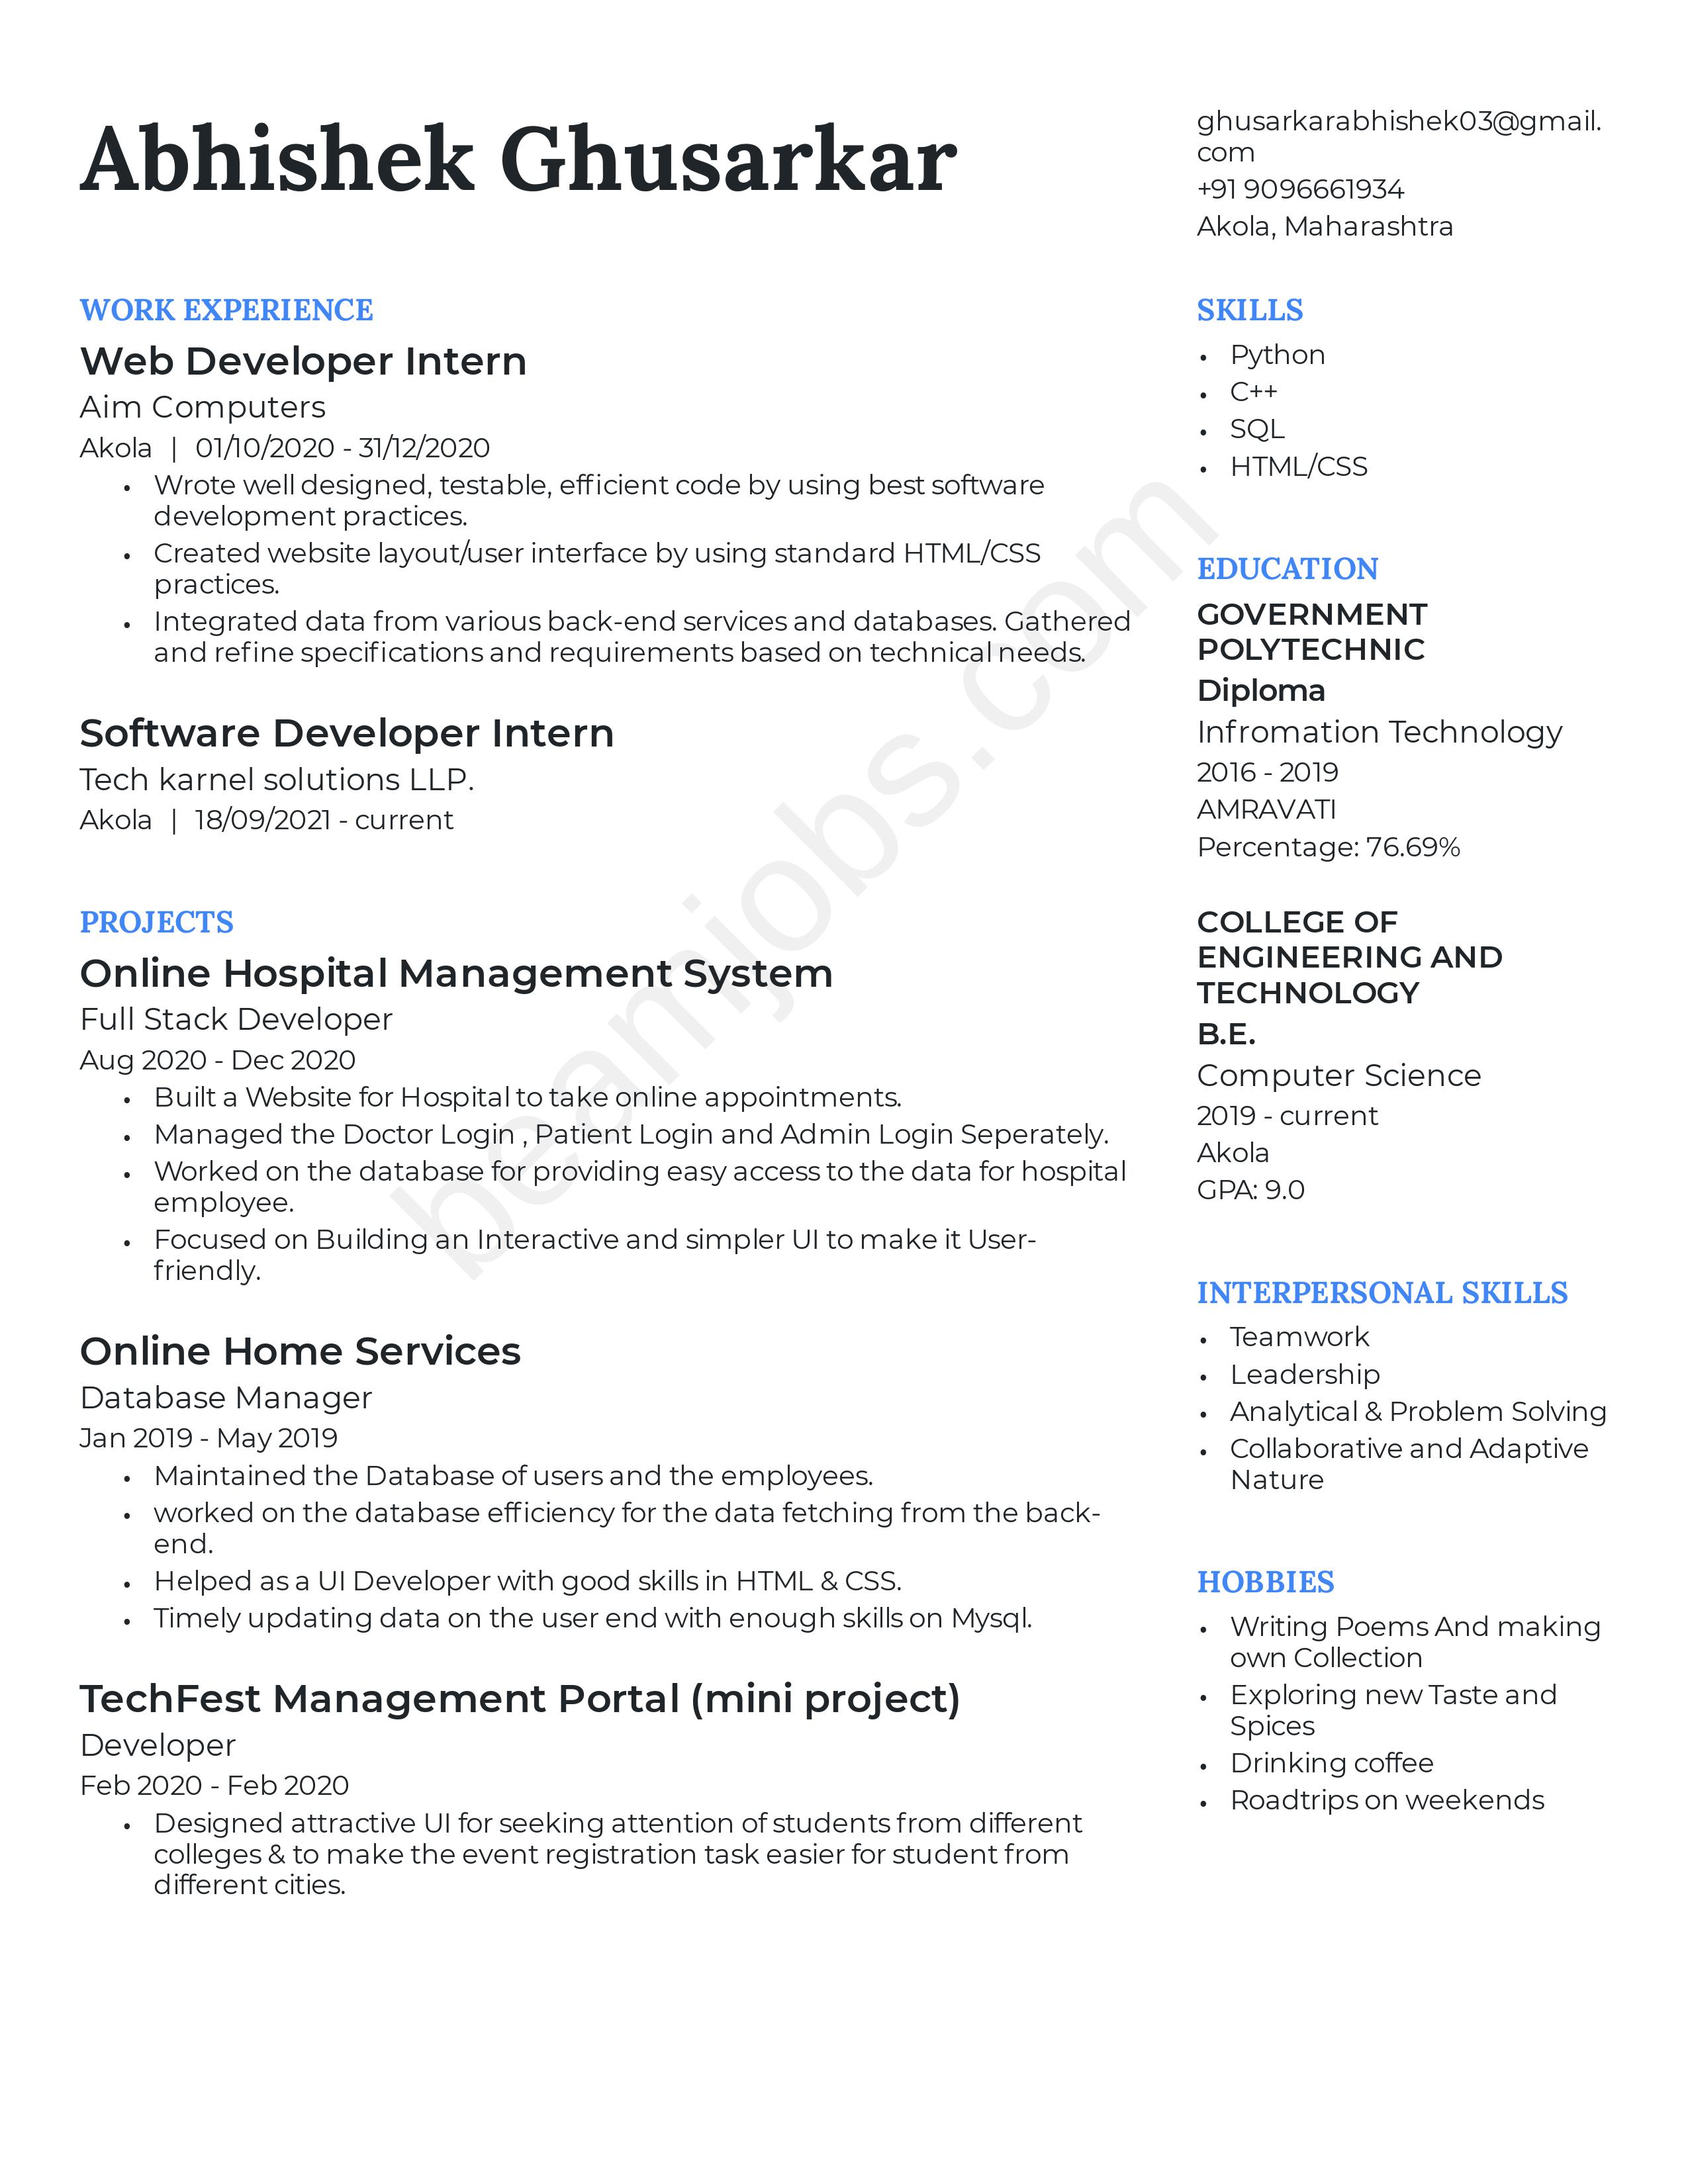 Abhishek Ghusarkar
ghusarkarabhishek03@gmail.
com
+91 9096661934
Akola, Maharashtra
WORK EXPERIENCE
Web Developer Intern
Aim Computers
Akola | 01/10/2020 - 31/12/2020
• Wrote well designed, testable, efficient code by using best software
development practices.
• Created website layout/user interface by using standard HTML/CSS
practices.
• Integrated data from various back-end services and databases. Gathered
and refine specifications and requirements based on technical needs.
Software Developer Intern
Tech karnel solutions LLP.
Akola | 18/09/2021 - current
PROJECTS
Online Hospital Management System
Full Stack Developer
Aug 2020 - Dec 2020
• Built a Website for Hospital to take online appointments.
• Managed the Doctor Login , Patient Login and Admin Login Seperately.
• Worked on the database for providing easy access to the data for hospital
employee.
• Focused on Building an Interactive and simpler UI to make it User-
friendly.
Online Home Services
Database Manager
Jan 2019 - May 2019
• Maintained the Database of users and the employees.
• worked on the database efficiency for the data fetching from the back-
end.
• Helped as a UI Developer with good skills in HTML & CSS.
• Timely updating data on the user end with enough skills on Mysql.
TechFest Management Portal (mini project)
Developer
Feb 2020 - Feb 2020
• Designed attractive UI for seeking attention of students from different
colleges & to make the event registration task easier for student from
different cities.
SKILLS
• Python
• C++
• SQL
• HTML/CSS
EDUCATION
GOVERNMENT
POLYTECHNIC
Diploma
Infromation Technology
2016 - 2019
AMRAVATI
Percentage: 76.69%
COLLEGE OF
ENGINEERING AND
TECHNOLOGY
B.E.
Computer Science
2019 - current
Akola
GPA: 9.0
INTERPERSONAL SKILLS
• Teamwork
• Leadership
• Analytical & Problem Solving
• Collaborative and Adaptive
Nature
HOBBIES
• Writing Poems And making
own Collection
• Exploring new Taste and
Spices
• Drinking coffee
• Roadtrips on weekends
beamjobs.com